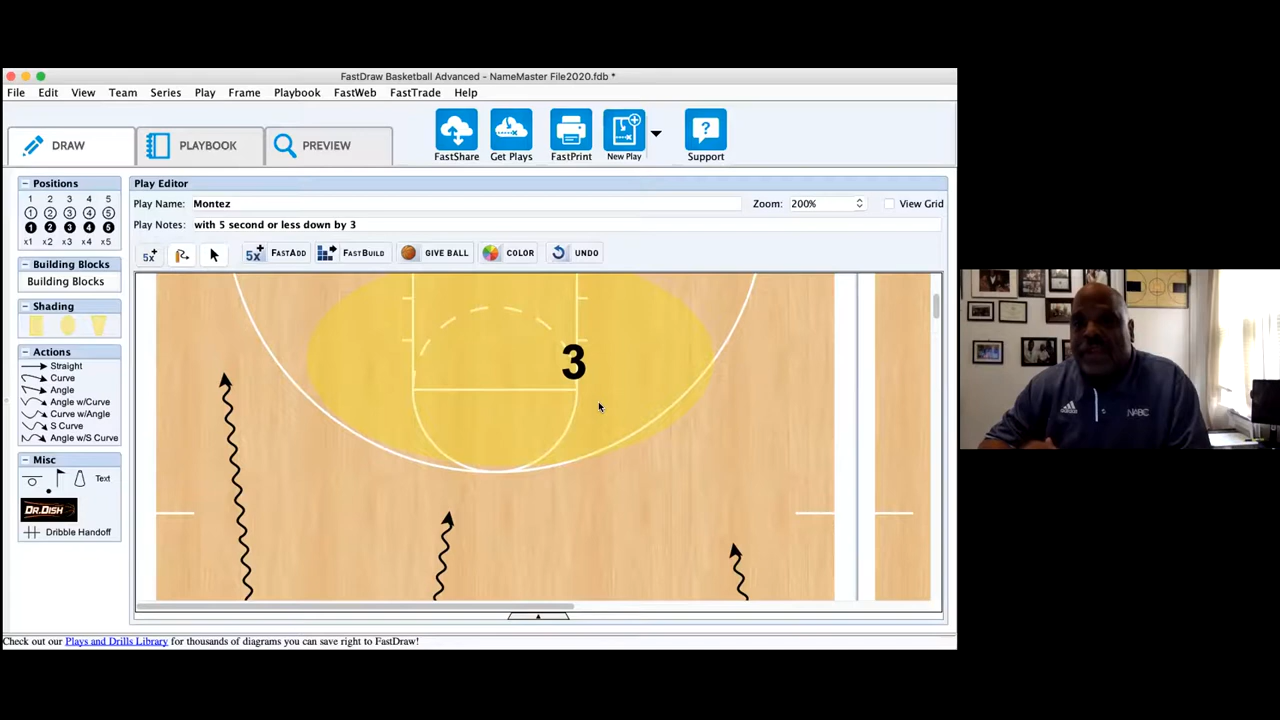 FastDraw Basketball Advanced - NameMaster File2020.fdb *
File Edit View Team Series Play Frame Playbook FastWeb FastTrade Help
DRAW PLAYBOOK PREVIEW
FastShare Get Plays FastPrint New Play Support
Positions
1 2 3 4 5
1 2 3 4 5
1 2 3 4 5
x1 x2 x3 x4 x5
Building Blocks
Building Blocks
Shading
Actions
Straight
Curve
Angle
Angle w/Curve
Curve w/Angle
S Curve
Angle w/S Curve
Misc
Text
DR.DISH
Dribble Handoff
Play Editor
Play Name: Montez
Zoom: 200%
View Grid
Play Notes: with 5 second or less down by 3
5x 5x FASTADD FASTBUILD GIVE BALL COLOR UNDO
3
adidas
NABC
Check out our Plays and Drills Library for thousands of diagrams you can save right to FastDraw!